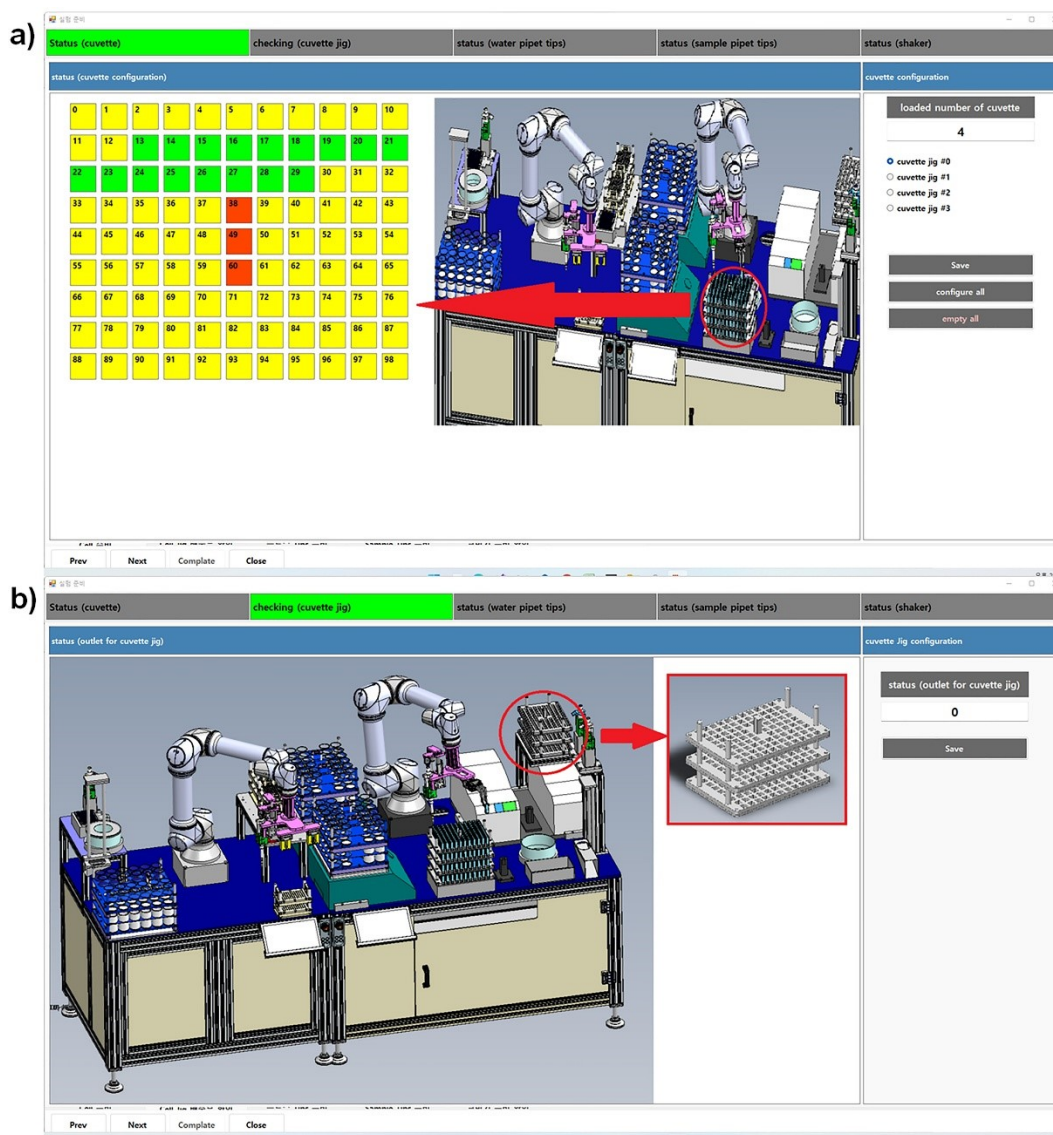 a)
실험 준비
Status (cuvette) checking (cuvette jig) status (water pipet tips) status (sample pipet tips) status (shaker)
status (cuvette configuration) cuvette configuration
0 1 2 3 4 5 6 7 8 9 10
11 12 13 14 15 16 17 18 19 20 21
22 23 24 25 26 27 28 29 30 31 32
33 34 35 36 37 38 39 40 41 42 43
44 45 46 47 48 49 50 51 52 53 54
55 56 57 58 59 60 61 62 63 64 65
66 67 68 69 70 71 72 73 74 75 76
77 78 79 80 81 82 83 84 85 86 87
88 89 90 91 92 93 94 95 96 97 98
loaded number of cuvette
4
cuvette jig #0
cuvette jig #1
cuvette jig #2
cuvette jig #3
Save
configure all
empty all
Prev Next Complate Close
b)
실험 준비
Status (cuvette) checking (cuvette jig) status (water pipet tips) status (sample pipet tips) status (shaker)
status (outlet for cuvette jig) cuvette Jig configuration
status (outlet for cuvette jig)
0
Save
Prev Next Complate Close